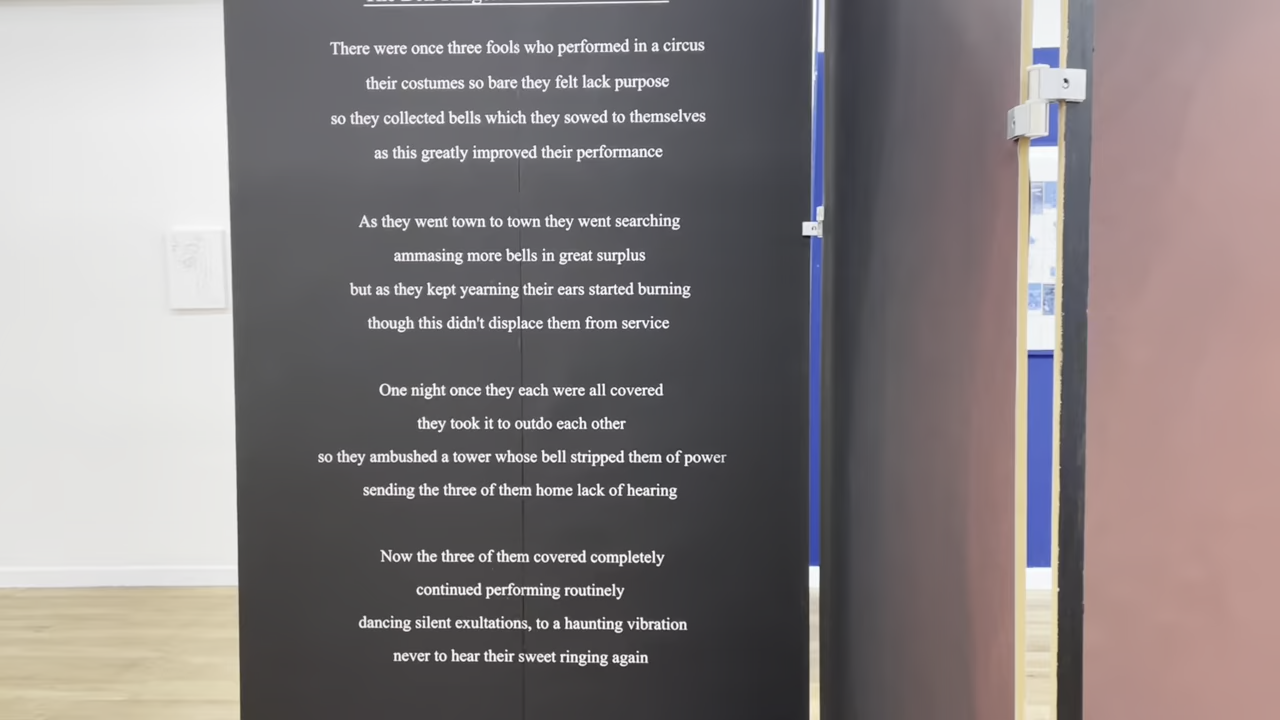 There were once three fools who performed in a circus
their costumes so bare they felt lack purpose
so they collected bells which they sowed to themselves
as this greatly improved their performance
As they went town to town they went searching
ammasing more bells in great surplus
but as they kept yearning their ears started burning
though this didn't displace them from service
One night once they each were all covered
they took it to outdo each other
so they ambushed a tower whose bell stripped them of power
sending the three of them home lack of hearing
Now the three of them covered completely
continued performing routinely
dancing silent exultations, to a haunting vibration
never to hear their sweet ringing again